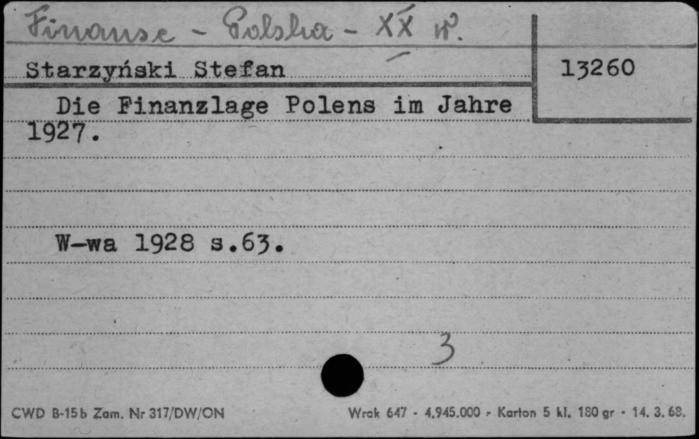 Finanse - Polska - XX w.
Starzyński Stefan
13260
Die Finanzlage Polens im Jahre
1927.
W-wa 1928 s.63.
3
CWD B-15b Zam. Nr 317/DW/ON
Wrak 647 - 4.945.000 - Karton 5 kl. 180 gr - 14. 3. 68.